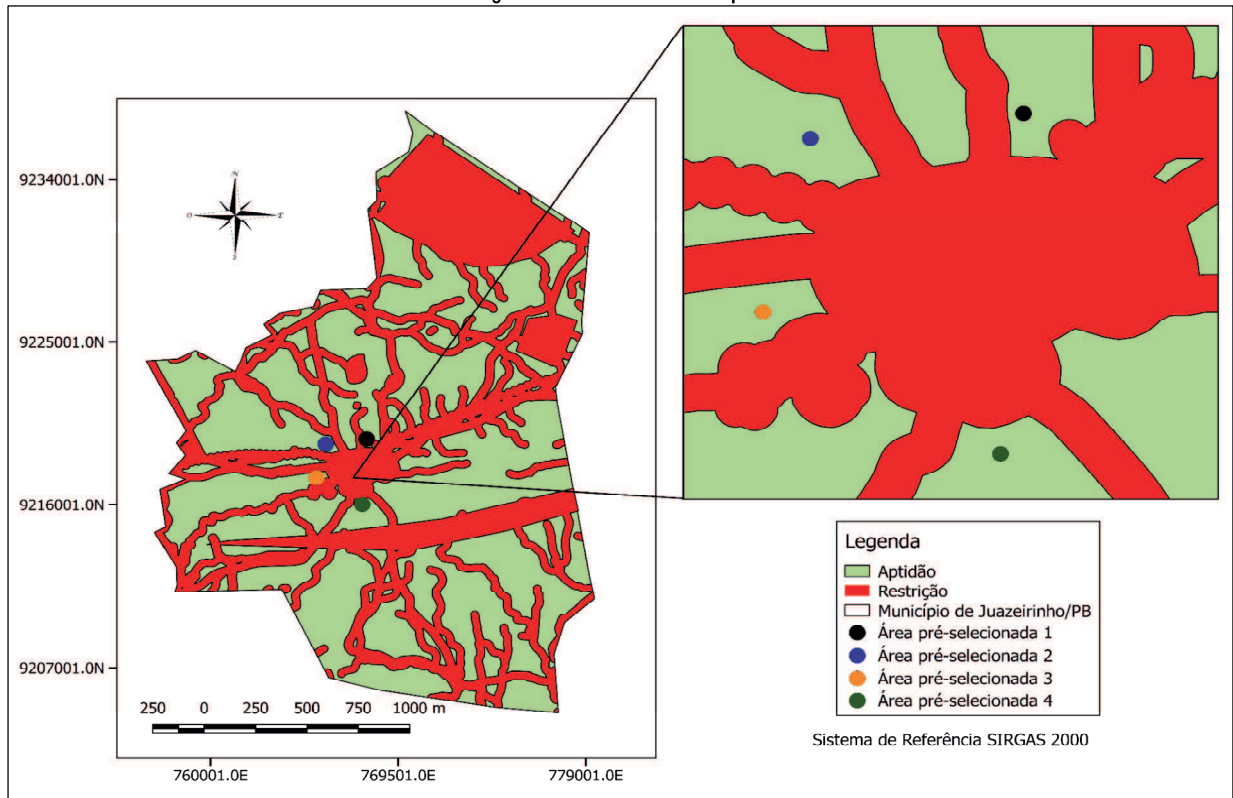 9234001.0N
9225001.0N
9216001.0N
9207001.0N
N
O
S
250 0 250 500 750 1000 m
760001.0E 769501.0E 779001.0E
Legenda
Aptidão
Restrição
Município de Juazeirinho/PB
Área pré-selecionada 1
Área pré-selecionada 2
Área pré-selecionada 3
Área pré-selecionada 4
Sistema de Referência SIRGAS 2000